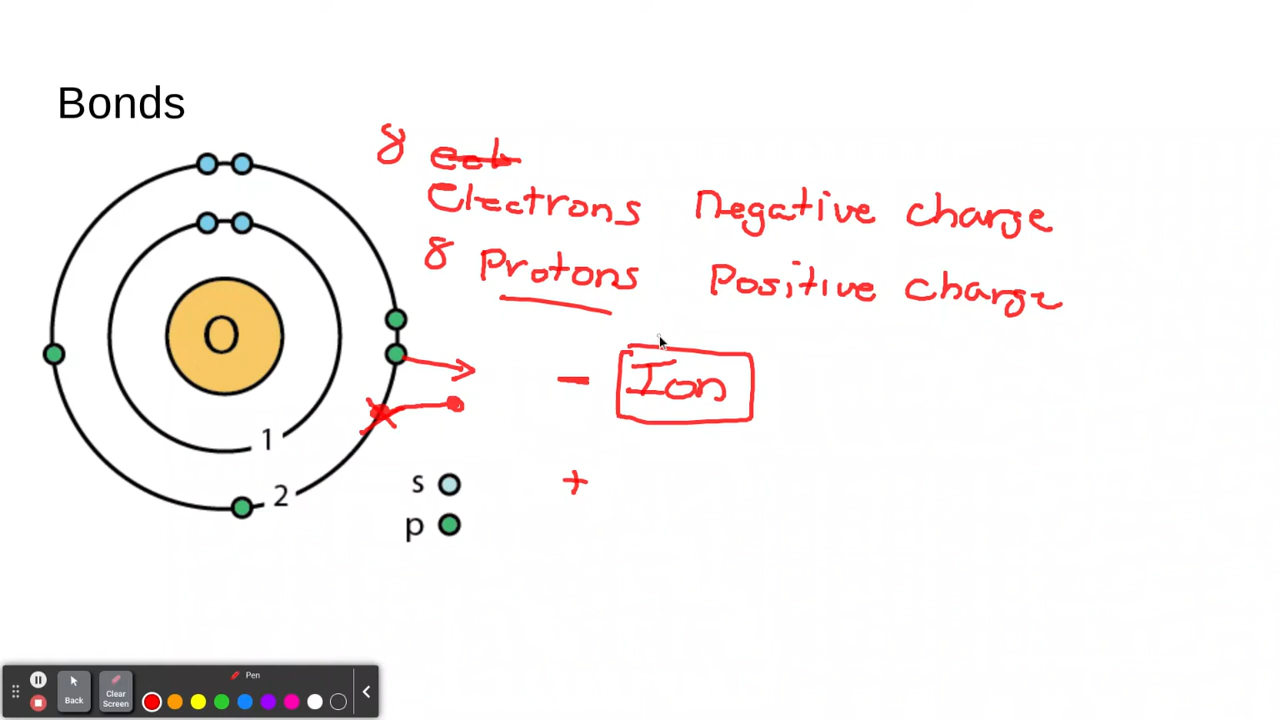 Bonds
8
Electrons Negative charge
8 Protons Positive charge
O
- Ion
1
2
s
+
p
Pen
Back
Clear
Screen